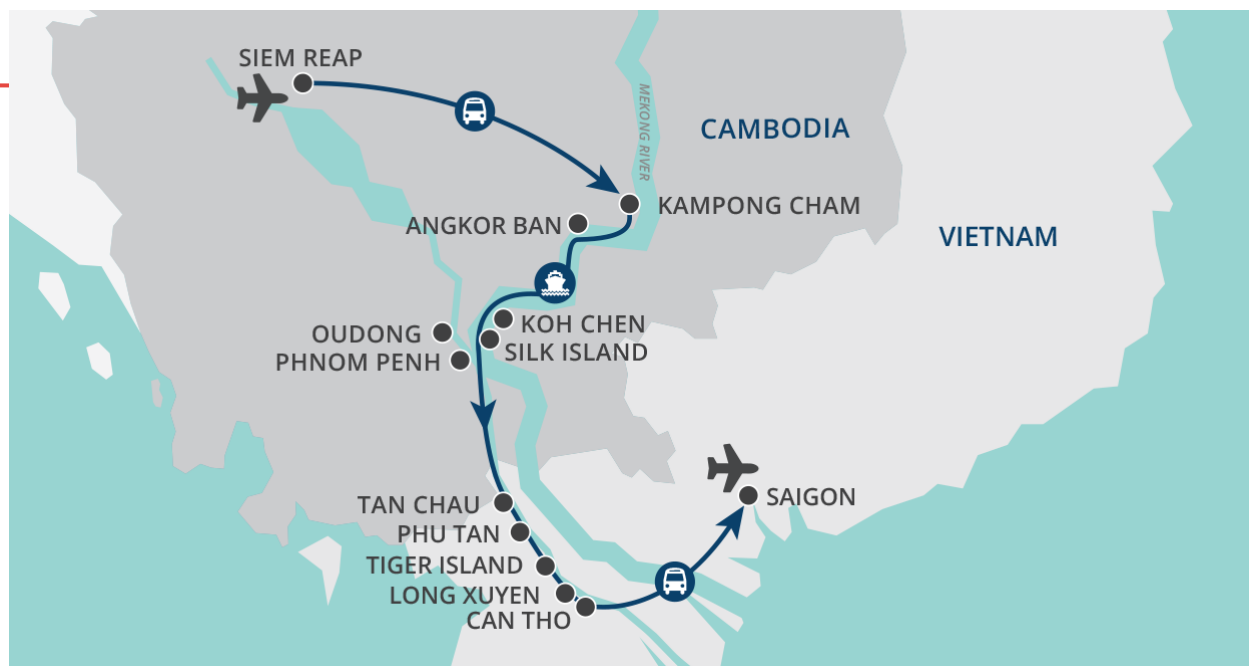 SIEM REAP
MEKONG RIVER
CAMBODIA
KAMPONG CHAM
ANGKOR BAN
VIETNAM
KOH CHEN
OUDONG
SILK ISLAND
PHNOM PENH
TAN CHAU
SAIGON
PHU TAN
TIGER ISLAND
LONG XUYEN
CAN THO